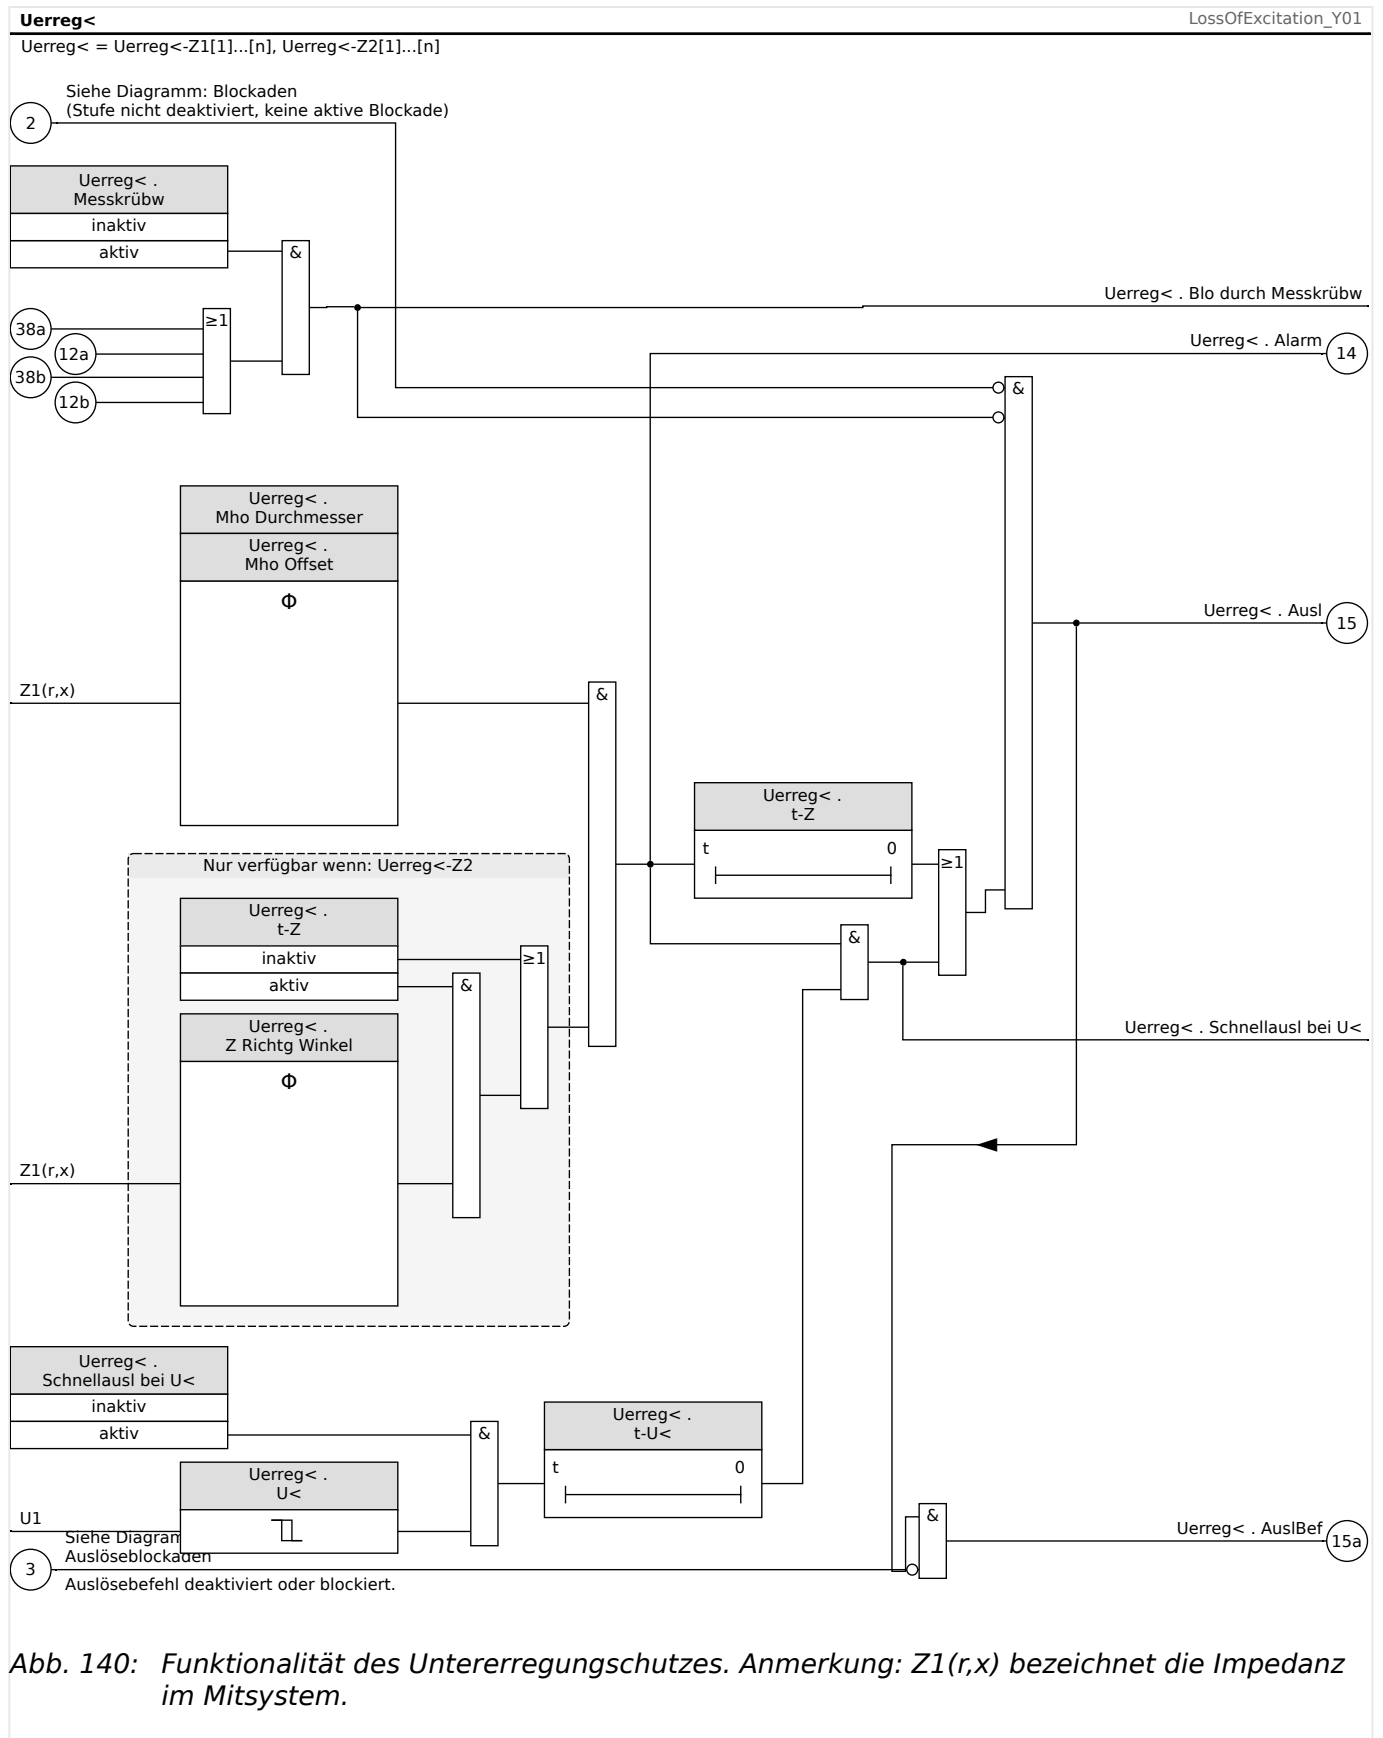 Uerreg<
LossOfExcitation_Y01
Uerreg< = Uerreg<-Z1[1]...[n], Uerreg<-Z2[1]...[n]
Siehe Diagramm: Blockaden
(Stufe nicht deaktiviert, keine aktive Blockade)
2
Uerreg< .
Messkrübw
inaktiv
aktiv
&
Uerreg< . Blo durch Messkrübw
38a
≥1
12a
38b
12b
Uerreg< . Alarm
14
&
Uerreg< .
Mho Durchmesser
Uerreg< .
Mho Offset
Φ
Uerreg< . Ausl
15
Z1(r,x)
&
Uerreg< .
t-Z
t 0
≥1
Nur verfügbar wenn: Uerreg<-Z2
Uerreg< .
t-Z
inaktiv
aktiv
≥1
&
&
Uerreg< .
Z Richtg Winkel
Φ
Uerreg< . Schnellausl bei U<
Z1(r,x)
Uerreg< .
Schnellausl bei U<
inaktiv
aktiv
&
Uerreg< .
t-U<
t 0
Uerreg< .
U<
U1
Siehe Diagram
Auslöseblockaden
3
Auslösebefehl deaktiviert oder blockiert.
&
Uerreg< . AuslBef
15a
Abb. 140: Funktionalität des Untererregungschutzes. Anmerkung: Z1(r,x) bezeichnet die Impedanz
im Mitsystem.